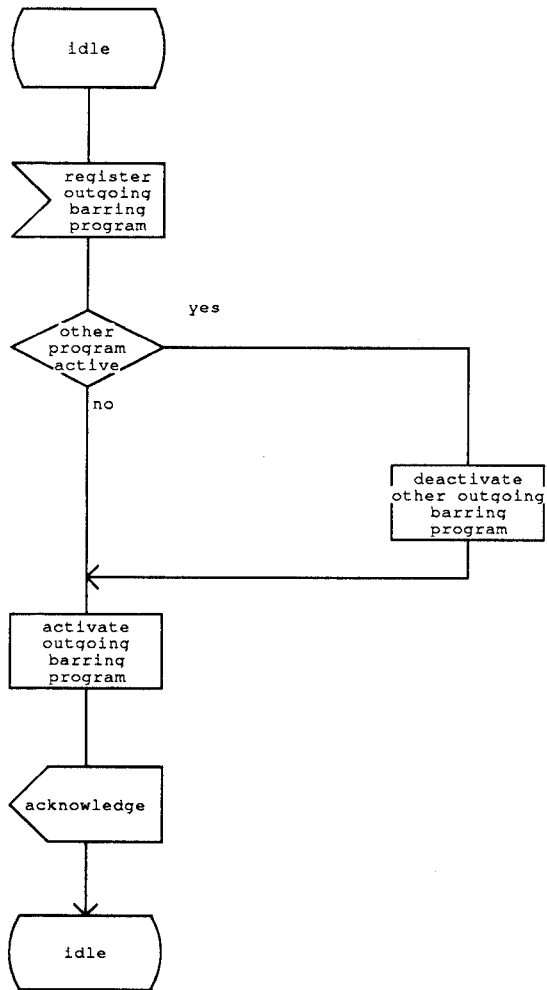 idle
register
outgoing
barring
program
yes
other
program
active
no
deactivate
other outgoing
barring
program
activate
outgoing
barring
program
acknowledge
idle